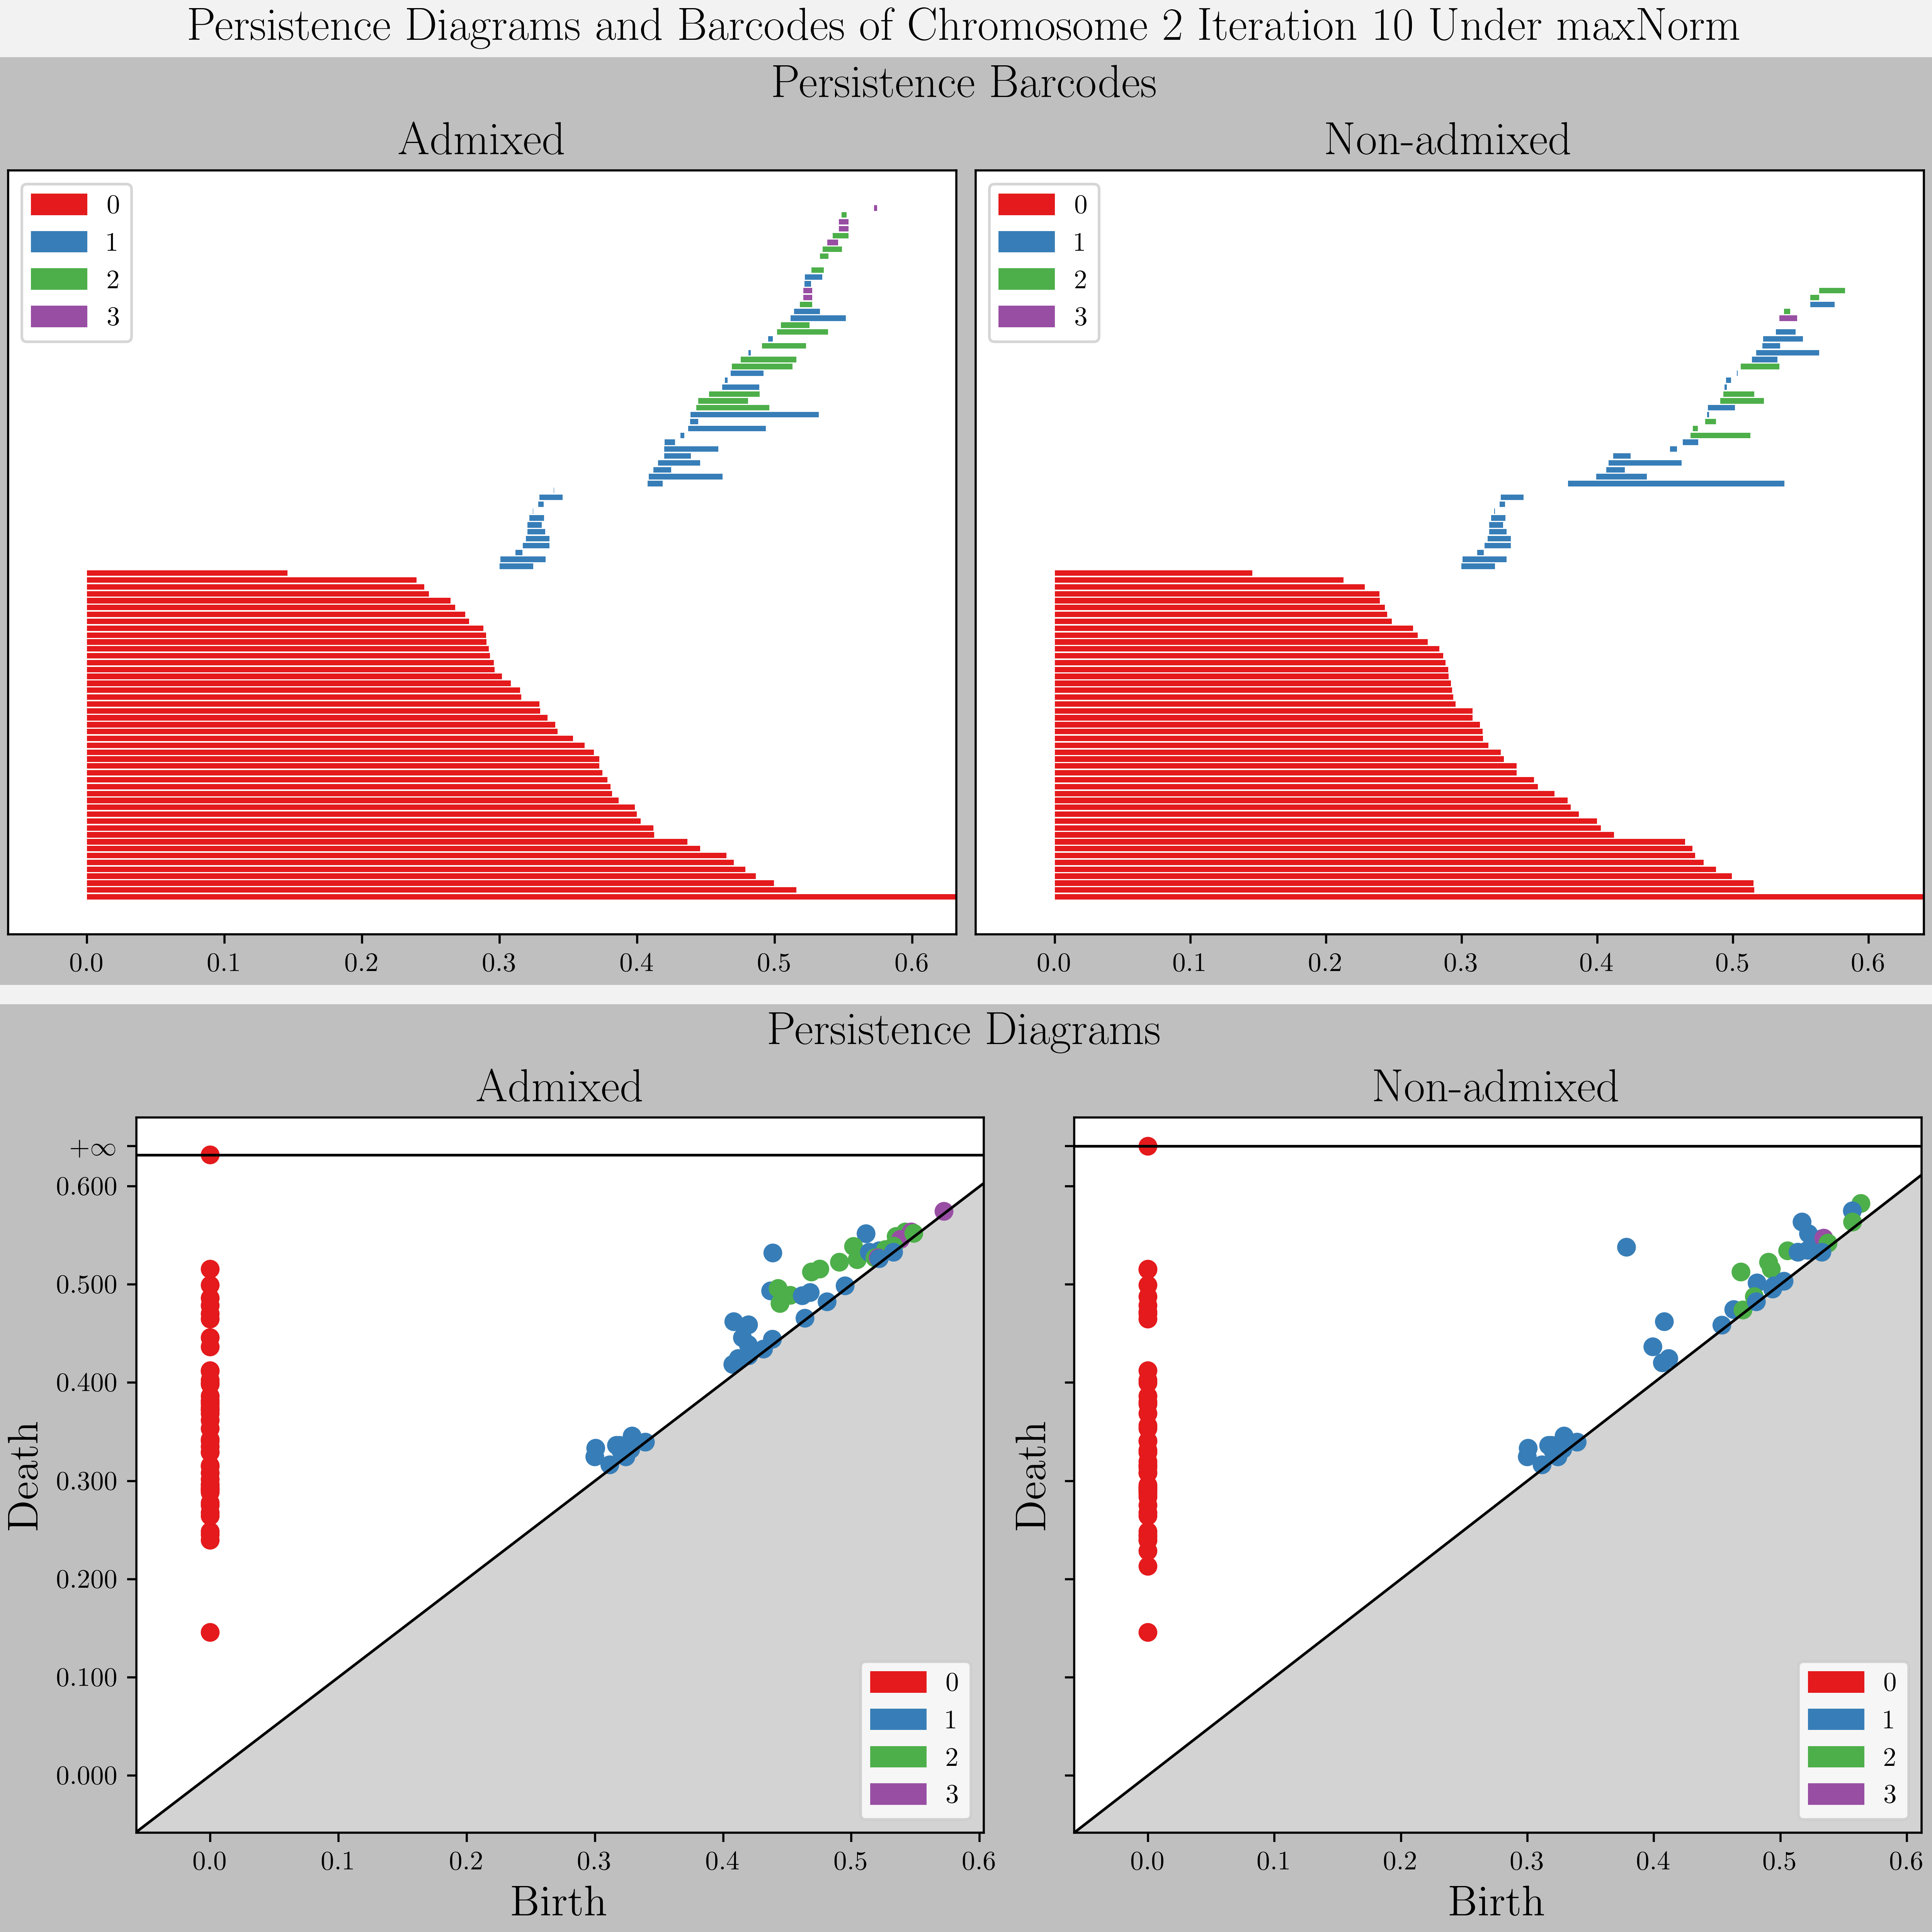 Persistence Diagrams and Barcodes of Chromosome 2 Iteration 10 Under maxNorm
Persistence Barcodes
Admixed
0
1
2
3
0.0 0.1 0.2 0.3 0.4 0.5 0.6
Non-admixed
0
1
2
3
0.0 0.1 0.2 0.3 0.4 0.5 0.6
Persistence Diagrams
Admixed
Death
+∞
0.600
0.500
0.400
0.300
0.200
0.100
0.000
0
1
2
3
0.0 0.1 0.2 0.3 0.4 0.5 0.6
Birth
Non-admixed
Death
0
1
2
3
0.0 0.1 0.2 0.3 0.4 0.5 0.6
Birth